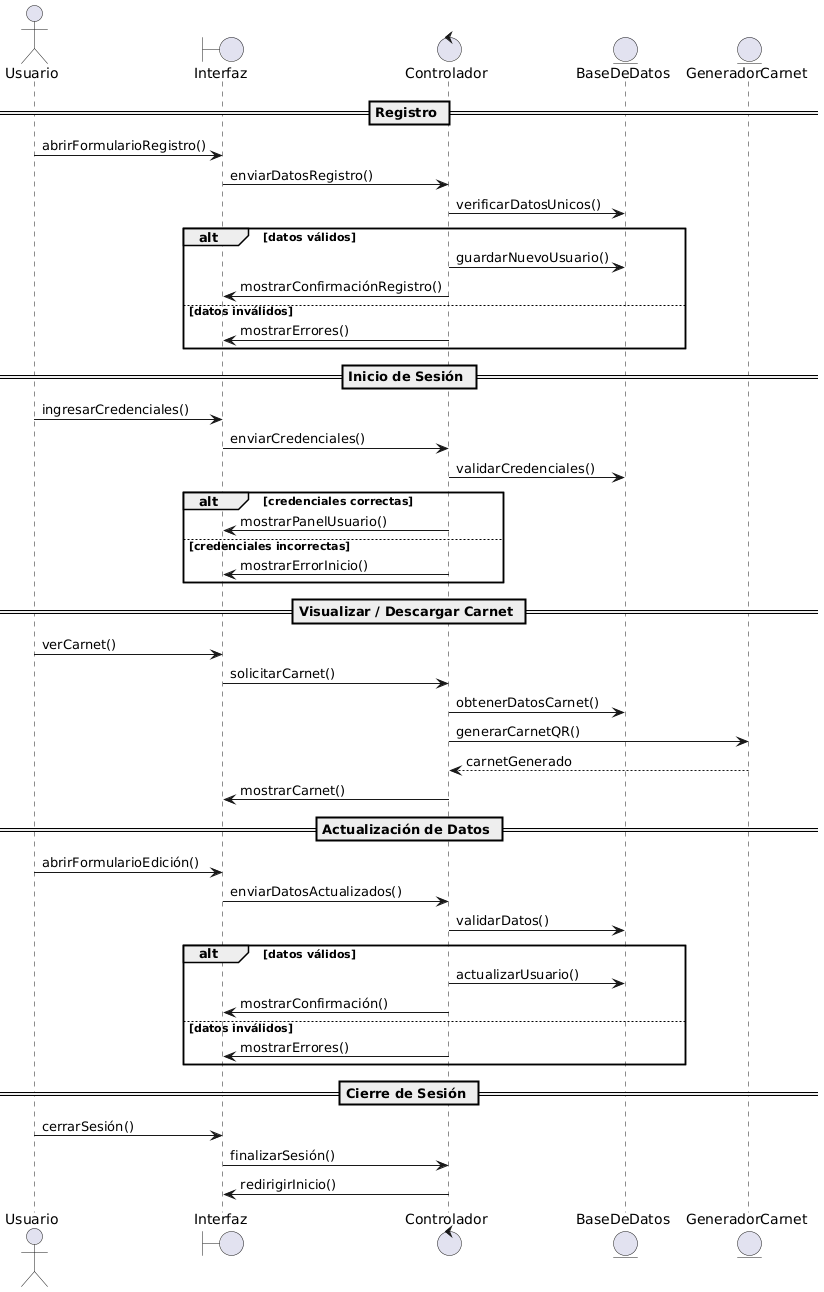 Usuario Interfaz Controlador BaseDeDatos GeneradorCarnet
Registro
abrirFormularioRegistro()
enviarDatosRegistro()
verificarDatosUnicos()
alt [datos válidos]
guardarNuevoUsuario()
mostrarConfirmaciónRegistro()
[datos inválidos]
mostrarErrores()
Inicio de Sesión
ingresarCredenciales()
enviarCredenciales()
validarCredenciales()
alt [credenciales correctas]
mostrarPanelUsuario()
[credenciales incorrectas]
mostrarErrorInicio()
Visualizar / Descargar Carnet
verCarnet()
solicitarCarnet()
obtenerDatosCarnet()
generarCarnetQR()
carnetGenerado
mostrarCarnet()
Actualización de Datos
abrirFormularioEdición()
enviarDatosActualizados()
validarDatos()
alt [datos válidos]
actualizarUsuario()
mostrarConfirmación()
[datos inválidos]
mostrarErrores()
Cierre de Sesión
cerrarSesión()
finalizarSesión()
redirigirInicio()
Usuario Interfaz Controlador BaseDeDatos GeneradorCarnet